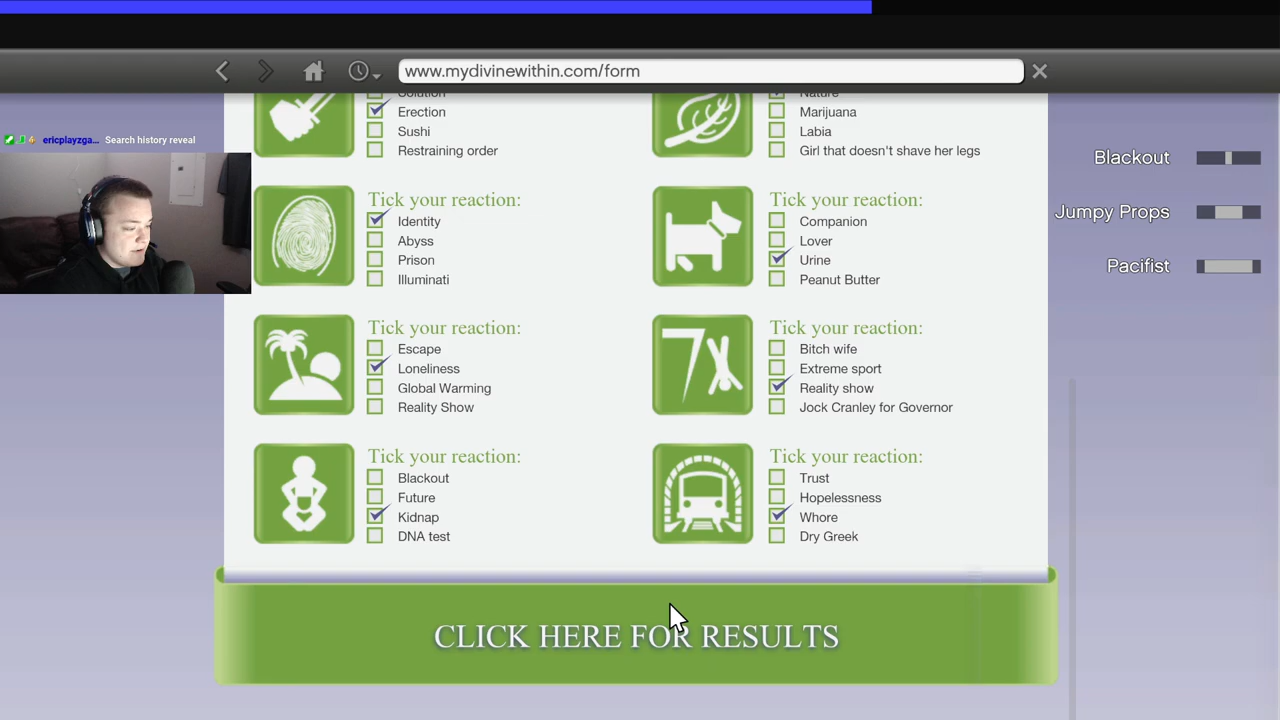 www.mydivinewithin.com/form
Solution
Erection
Sushi
Restraining order
Nature
Marijuana
Labia
Girl that doesn't shave her legs
ericplayzga... Search history reveal
Blackout
Jumpy Props
Pacifist
Tick your reaction:
Identity
Abyss
Prison
Illuminati
Tick your reaction:
Companion
Lover
Urine
Peanut Butter
Tick your reaction:
Escape
Loneliness
Global Warming
Reality Show
7
Tick your reaction:
Bitch wife
Extreme sport
Reality show
Jock Cranley for Governor
Tick your reaction:
Blackout
Future
Kidnap
DNA test
Tick your reaction:
Trust
Hopelessness
Whore
Dry Greek
CLICK HERE FOR RESULTS